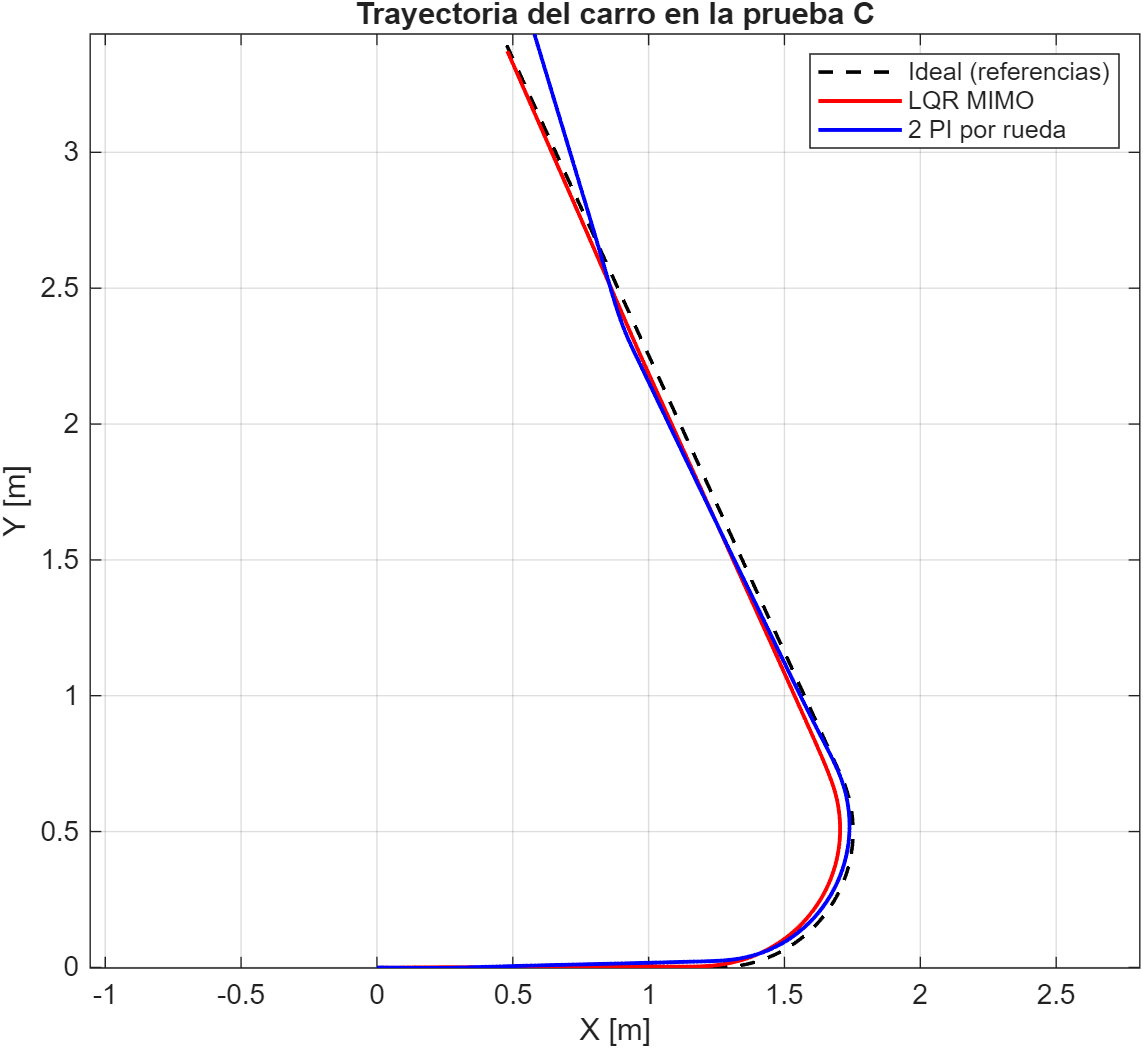 Trayectoria del carro en la prueba C
Ideal (referencias)
LQR MIMO
2 PI por rueda
3
2.5
2
1.5
1
0.5
0
Y [m]
-1 -0.5 0 0.5 1 1.5 2 2.5
X [m]